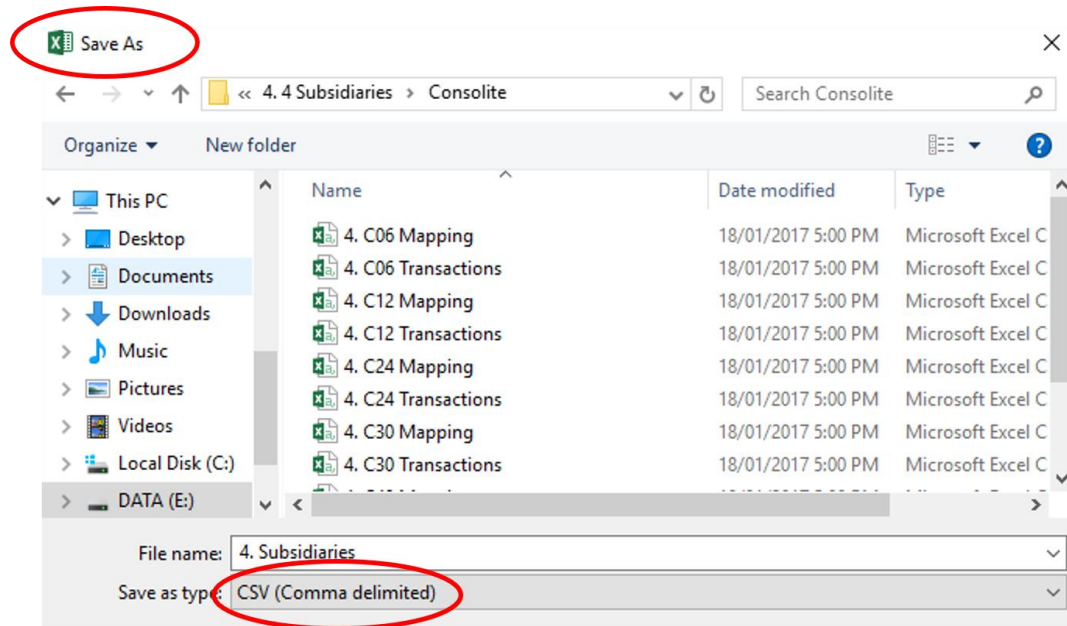 Save As
« 4. 4 Subsidiaries > Consolite
Search Consolite
Organize
New folder
Name
Date modified
Type
This PC
Desktop
Documents
Downloads
Music
Pictures
Videos
Local Disk (C:)
DATA (E:)
4. C06 Mapping 18/01/2017 5:00 PM Microsoft Excel C
4. C06 Transactions 18/01/2017 5:00 PM Microsoft Excel C
4. C12 Mapping 18/01/2017 5:00 PM Microsoft Excel C
4. C12 Transactions 18/01/2017 5:00 PM Microsoft Excel C
4. C24 Mapping 18/01/2017 5:00 PM Microsoft Excel C
4. C24 Transactions 18/01/2017 5:00 PM Microsoft Excel C
4. C30 Mapping 18/01/2017 5:00 PM Microsoft Excel C
4. C30 Transactions 18/01/2017 5:00 PM Microsoft Excel C
File name: 4. Subsidiaries
Save as type: CSV (Comma delimited)